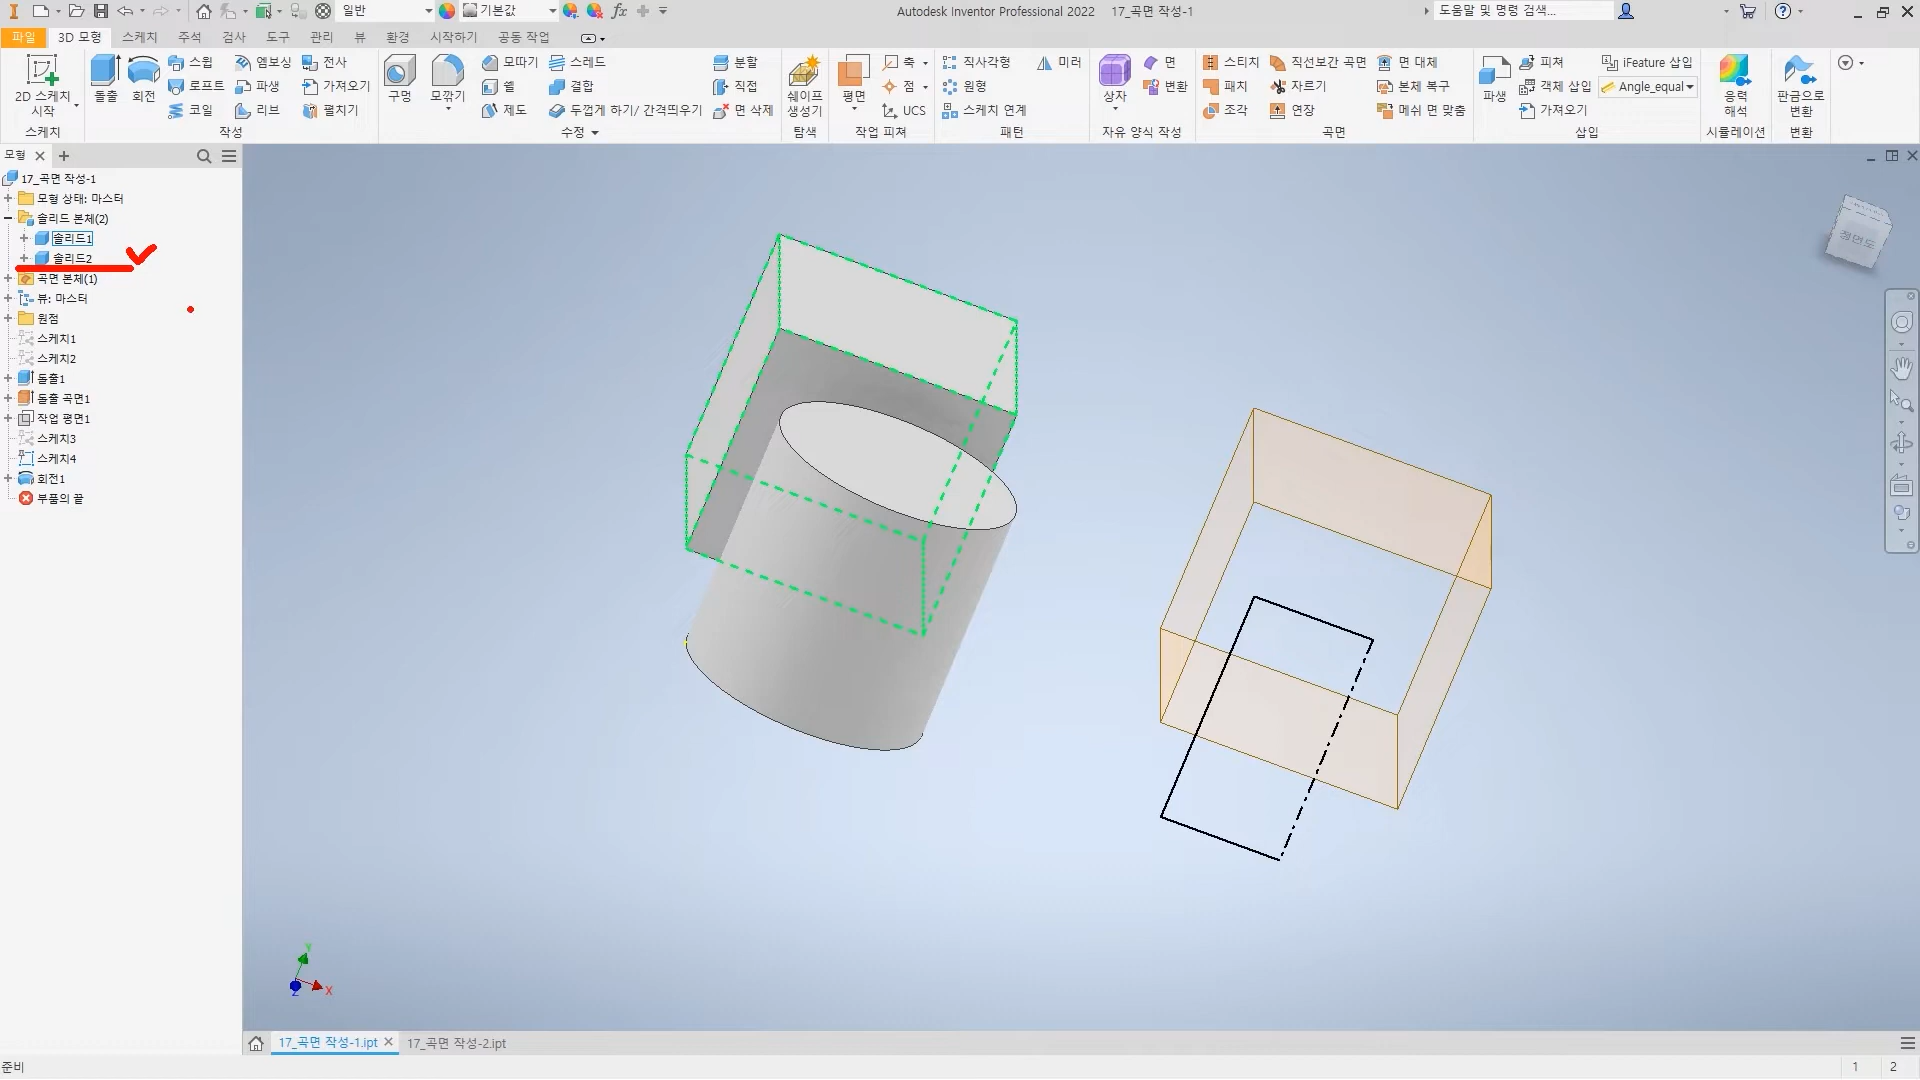 일반
기본값
fx
Autodesk Inventor Professional 2022 17_곡면 작성-1
도움말 및 명령 검색...
파일 3D 모형 스케치 주석 검사 도구 관리 뷰 환경 시작하기 공동 작업
2D 스케치 시작
스케치
돌출 회전
스윕 엠보싱 전사
로프트 파생 가져오기
코일 리브 펼치기
작성
구멍 모깎기
모따기 스레드 분할
쉘 결합 직접
제도 두껍게 하기/ 간격띄우기 면 삭제
수정
쉐이프 생성기
탐색
평면
축
점
UCS
작업 피쳐
직사각형 미러
원형
스케치 연계
패턴
상자
면
변환
자유 양식 작성
스티치 직선보간 곡면 면 대체
패치 자르기 본체 복구
조각 연장 메쉬 면 맞춤
곡면
파생
피쳐 iFeature 삽입
객체 삽입 Angle_equal
가져오기
삽입
응력 해석
시뮬레이션
판금으로 변환
변환
모형
17_곡면 작성-1
모형 상태: 마스터
솔리드 본체(2)
솔리드1
솔리드2
곡면 본체(1)
뷰: 마스터
원점
스케치1
스케치2
돌출1
돌출 곡면1
작업 평면1
스케치3
스케치4
회전1
부품의 끝
정면도
Y
X
Z
17_곡면 작성-1.ipt 17_곡면 작성-2.ipt
준비
1 2